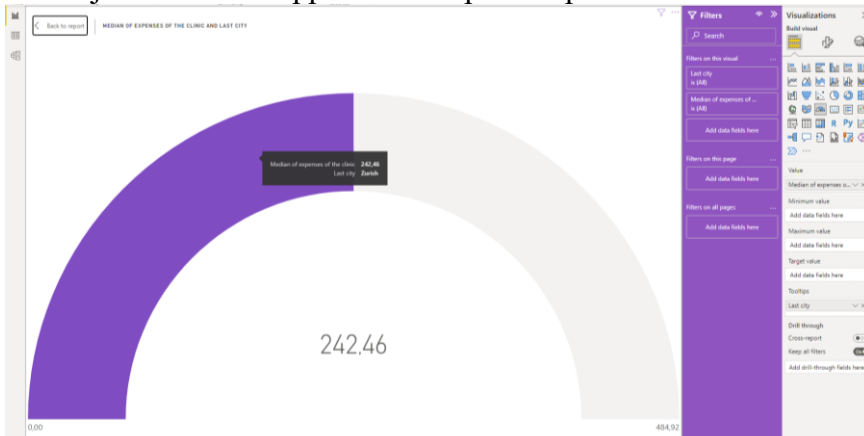 Back to report
MEDIAN OF EXPENSES OF THE CLINIC AND LAST CITY
Median of expenses of the clinic 242,46
Last city Zurich
242,46
0,00
484,92
Filters
Search
Filters on this visual
Last city
is (All)
Median of expenses of ...
is (All)
Add data fields here
Filters on this page
Add data fields here
Filters on all pages
Add data fields here
Visualizations
Build visual
R Py
Value
Median of expenses o...
Minimum value
Add data fields here
Maximum value
Add data fields here
Target value
Add data fields here
Tooltips
Last city
Drill through
Cross-report
Keep all filters
Add drill-through fields here